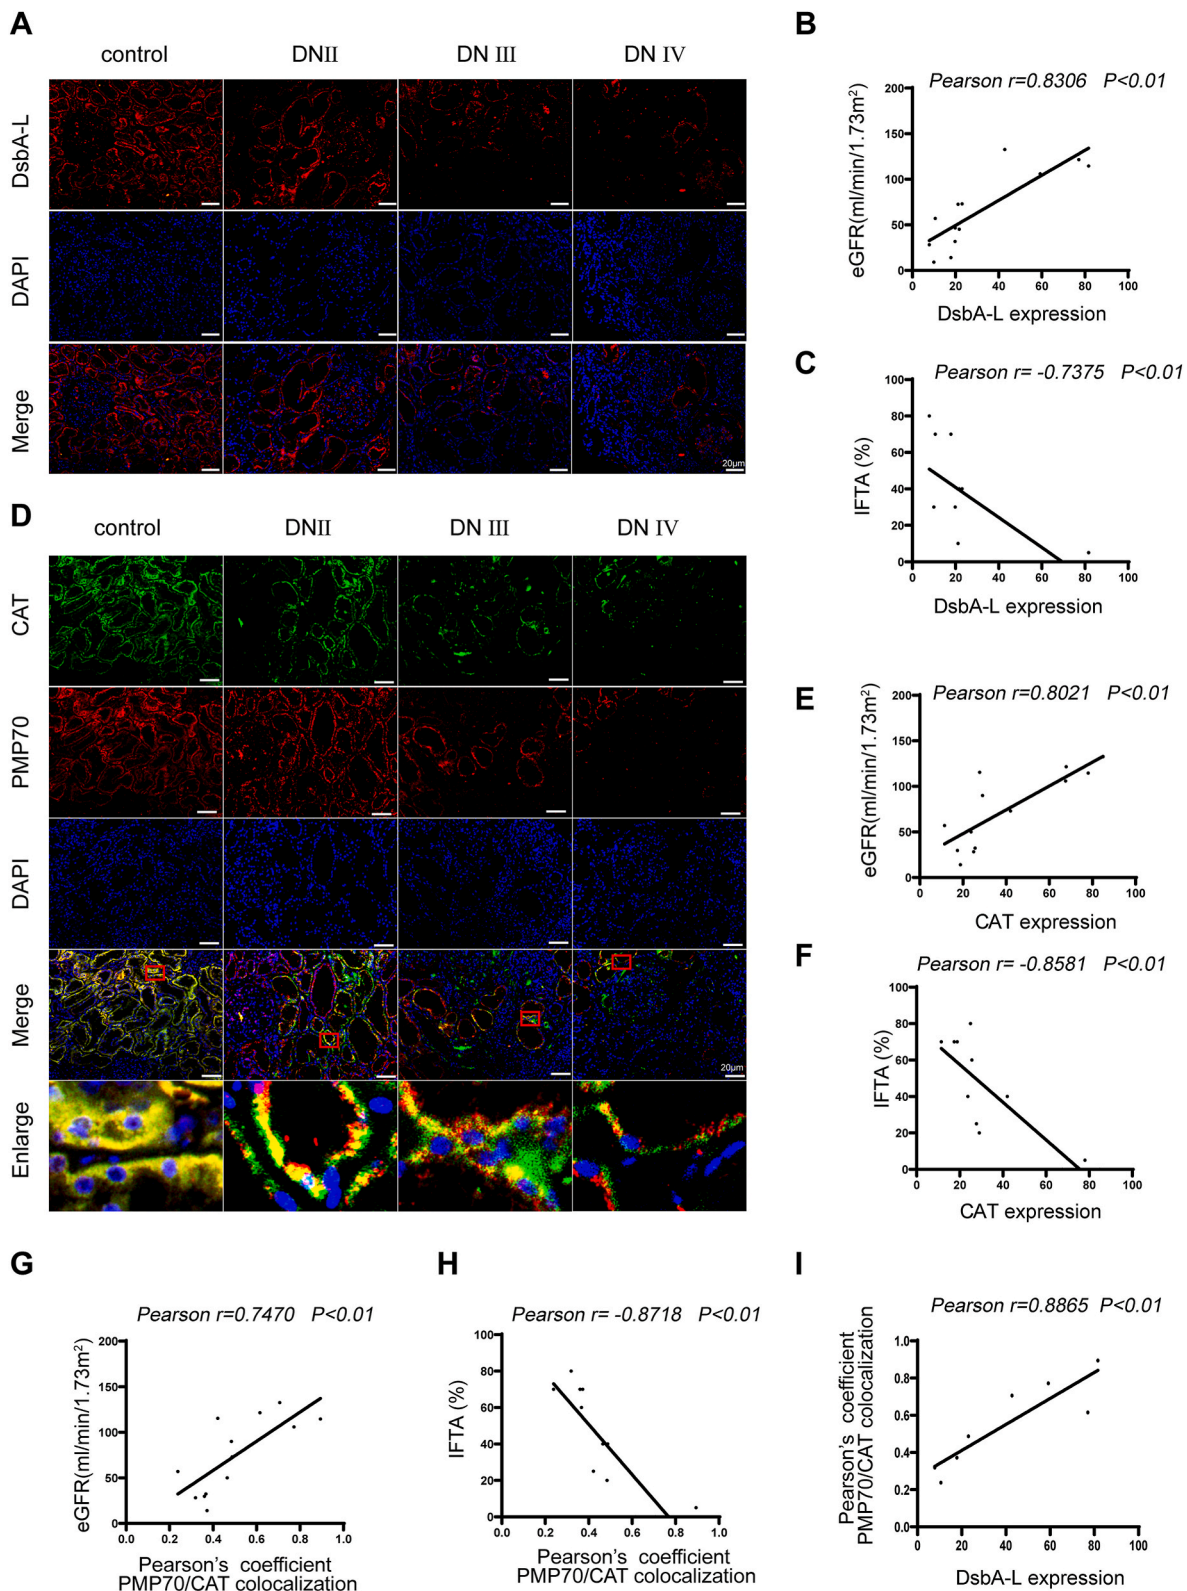 A
control DNII DN III DN IV
DsbA-L
DAPI
Merge
20μm
B
Pearson r=0.8306 P<0.01
eGFR(ml/min/1.73m²)
200
150
100
50
0
0 20 40 60 80 100
DsbA-L expression
C
Pearson r= -0.7375 P<0.01
IFTA (%)
100
80
60
40
20
0
0 20 40 60 80 100
DsbA-L expression
D
control DNII DN III DN IV
CAT
PMP70
DAPI
Merge
20μm
Enlarge
E
Pearson r=0.8021 P<0.01
eGFR(ml/min/1.73m²)
200
150
100
50
0
0 20 40 60 80 100
CAT expression
F
Pearson r= -0.8581 P<0.01
IFTA (%)
100
80
60
40
20
0
0 20 40 60 80 100
CAT expression
G
Pearson r=0.7470 P<0.01
eGFR(ml/min/1.73m²)
200
150
100
50
0
0.0 0.2 0.4 0.6 0.8 1.0
Pearson's coefficient
PMP70/CAT colocalization
H
Pearson r= -0.8718 P<0.01
IFTA (%)
100
80
60
40
20
0
0.0 0.2 0.4 0.6 0.8 1.0
Pearson's coefficient
PMP70/CAT colocalization
I
Pearson r=0.8865 P<0.01
Pearson's coefficient
PMP70/CAT colocalization
1.0
0.8
0.6
0.4
0.2
0.0
0 20 40 60 80 100
DsbA-L expression